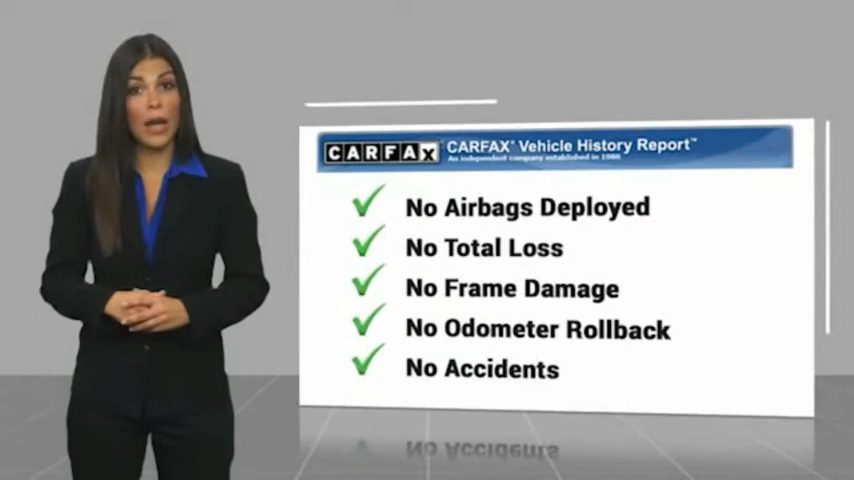 CARFAX CARFAX® Vehicle History Report™
An independent company established in 1986
No Airbags Deployed
No Total Loss
No Frame Damage
No Odometer Rollback
No Accidents
No Accidents